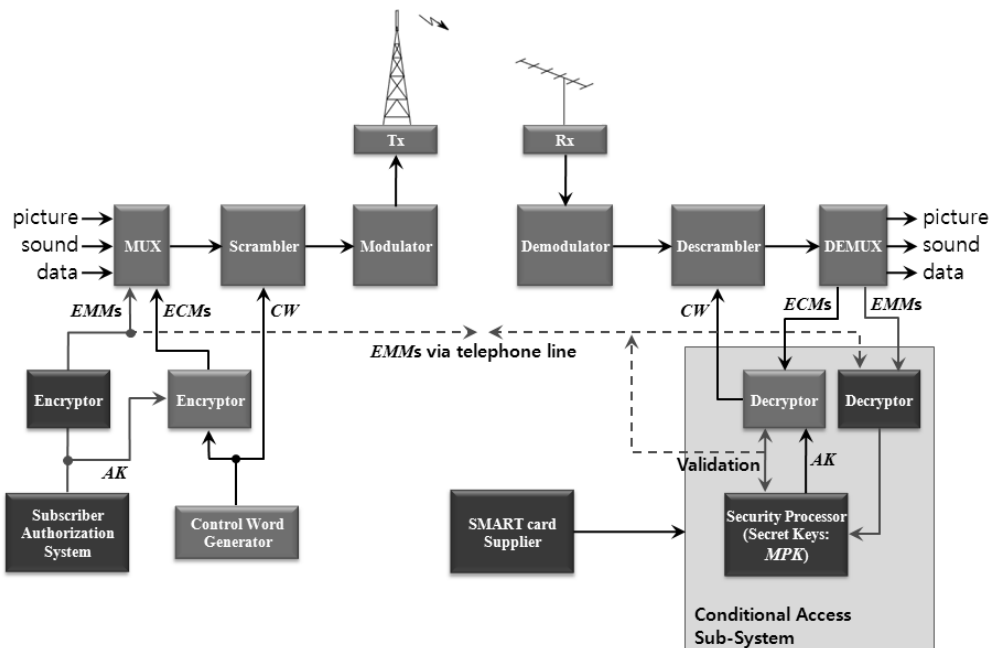 Tx
Rx
picture
sound
data
MUX
Scrambler
Modulator
Demodulator
Descrambler
DEMUX
picture
sound
data
EMMs
ECMs
CW
CW
ECMs
EMMs
EMMs via telephone line
Encryptor
Encryptor
Decryptor
Decryptor
AK
Validation
AK
Subscriber
Authorization
System
Control Word
Generator
SMART card
Supplier
Security Processor
(Secret Keys:
MPK)
Conditional Access
Sub-System